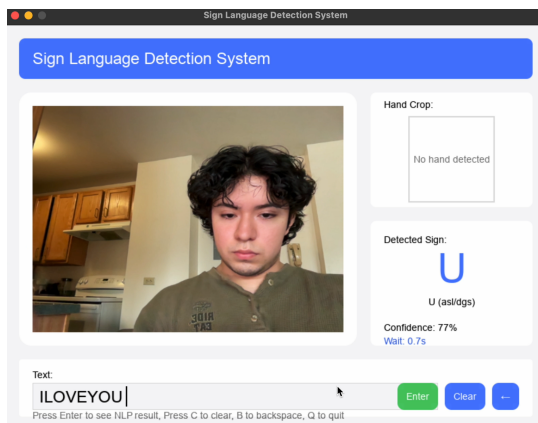 Sign Language Detection System
Sign Language Detection System
Hand Crop:
No hand detected
Detected Sign:
U
U (asl/dgs)
Confidence: 77%
Wait: 0.7s
RIDE
EAT
Text:
ILOVEYOU
Enter
Clear
←
Press Enter to see NLP result, Press C to clear, B to backspace, Q to quit